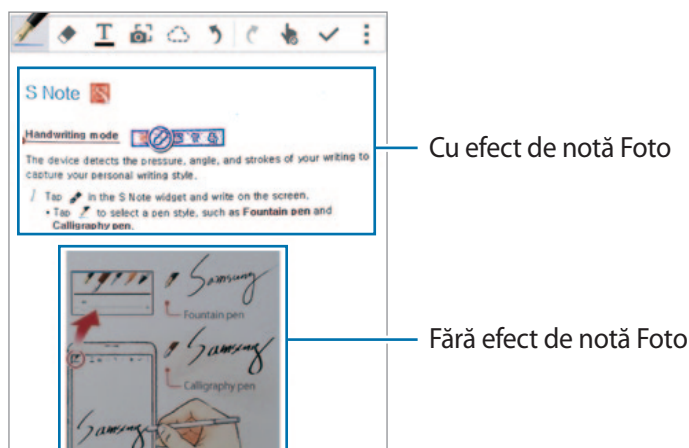 T
S Note
Handwriting mode
The device detects the pressure, angle, and strokes of your writing to
capture your personal writing style.
1 Tap in the S Note widget and write on the screen.
• Tap to select a pen style, such as Fountain pen and
Calligraphy pen.
Cu efect de notă Foto
Samsung
Fountain pen
Samsung
Calligraphy pen
Samsung
Fără efect de notă Foto